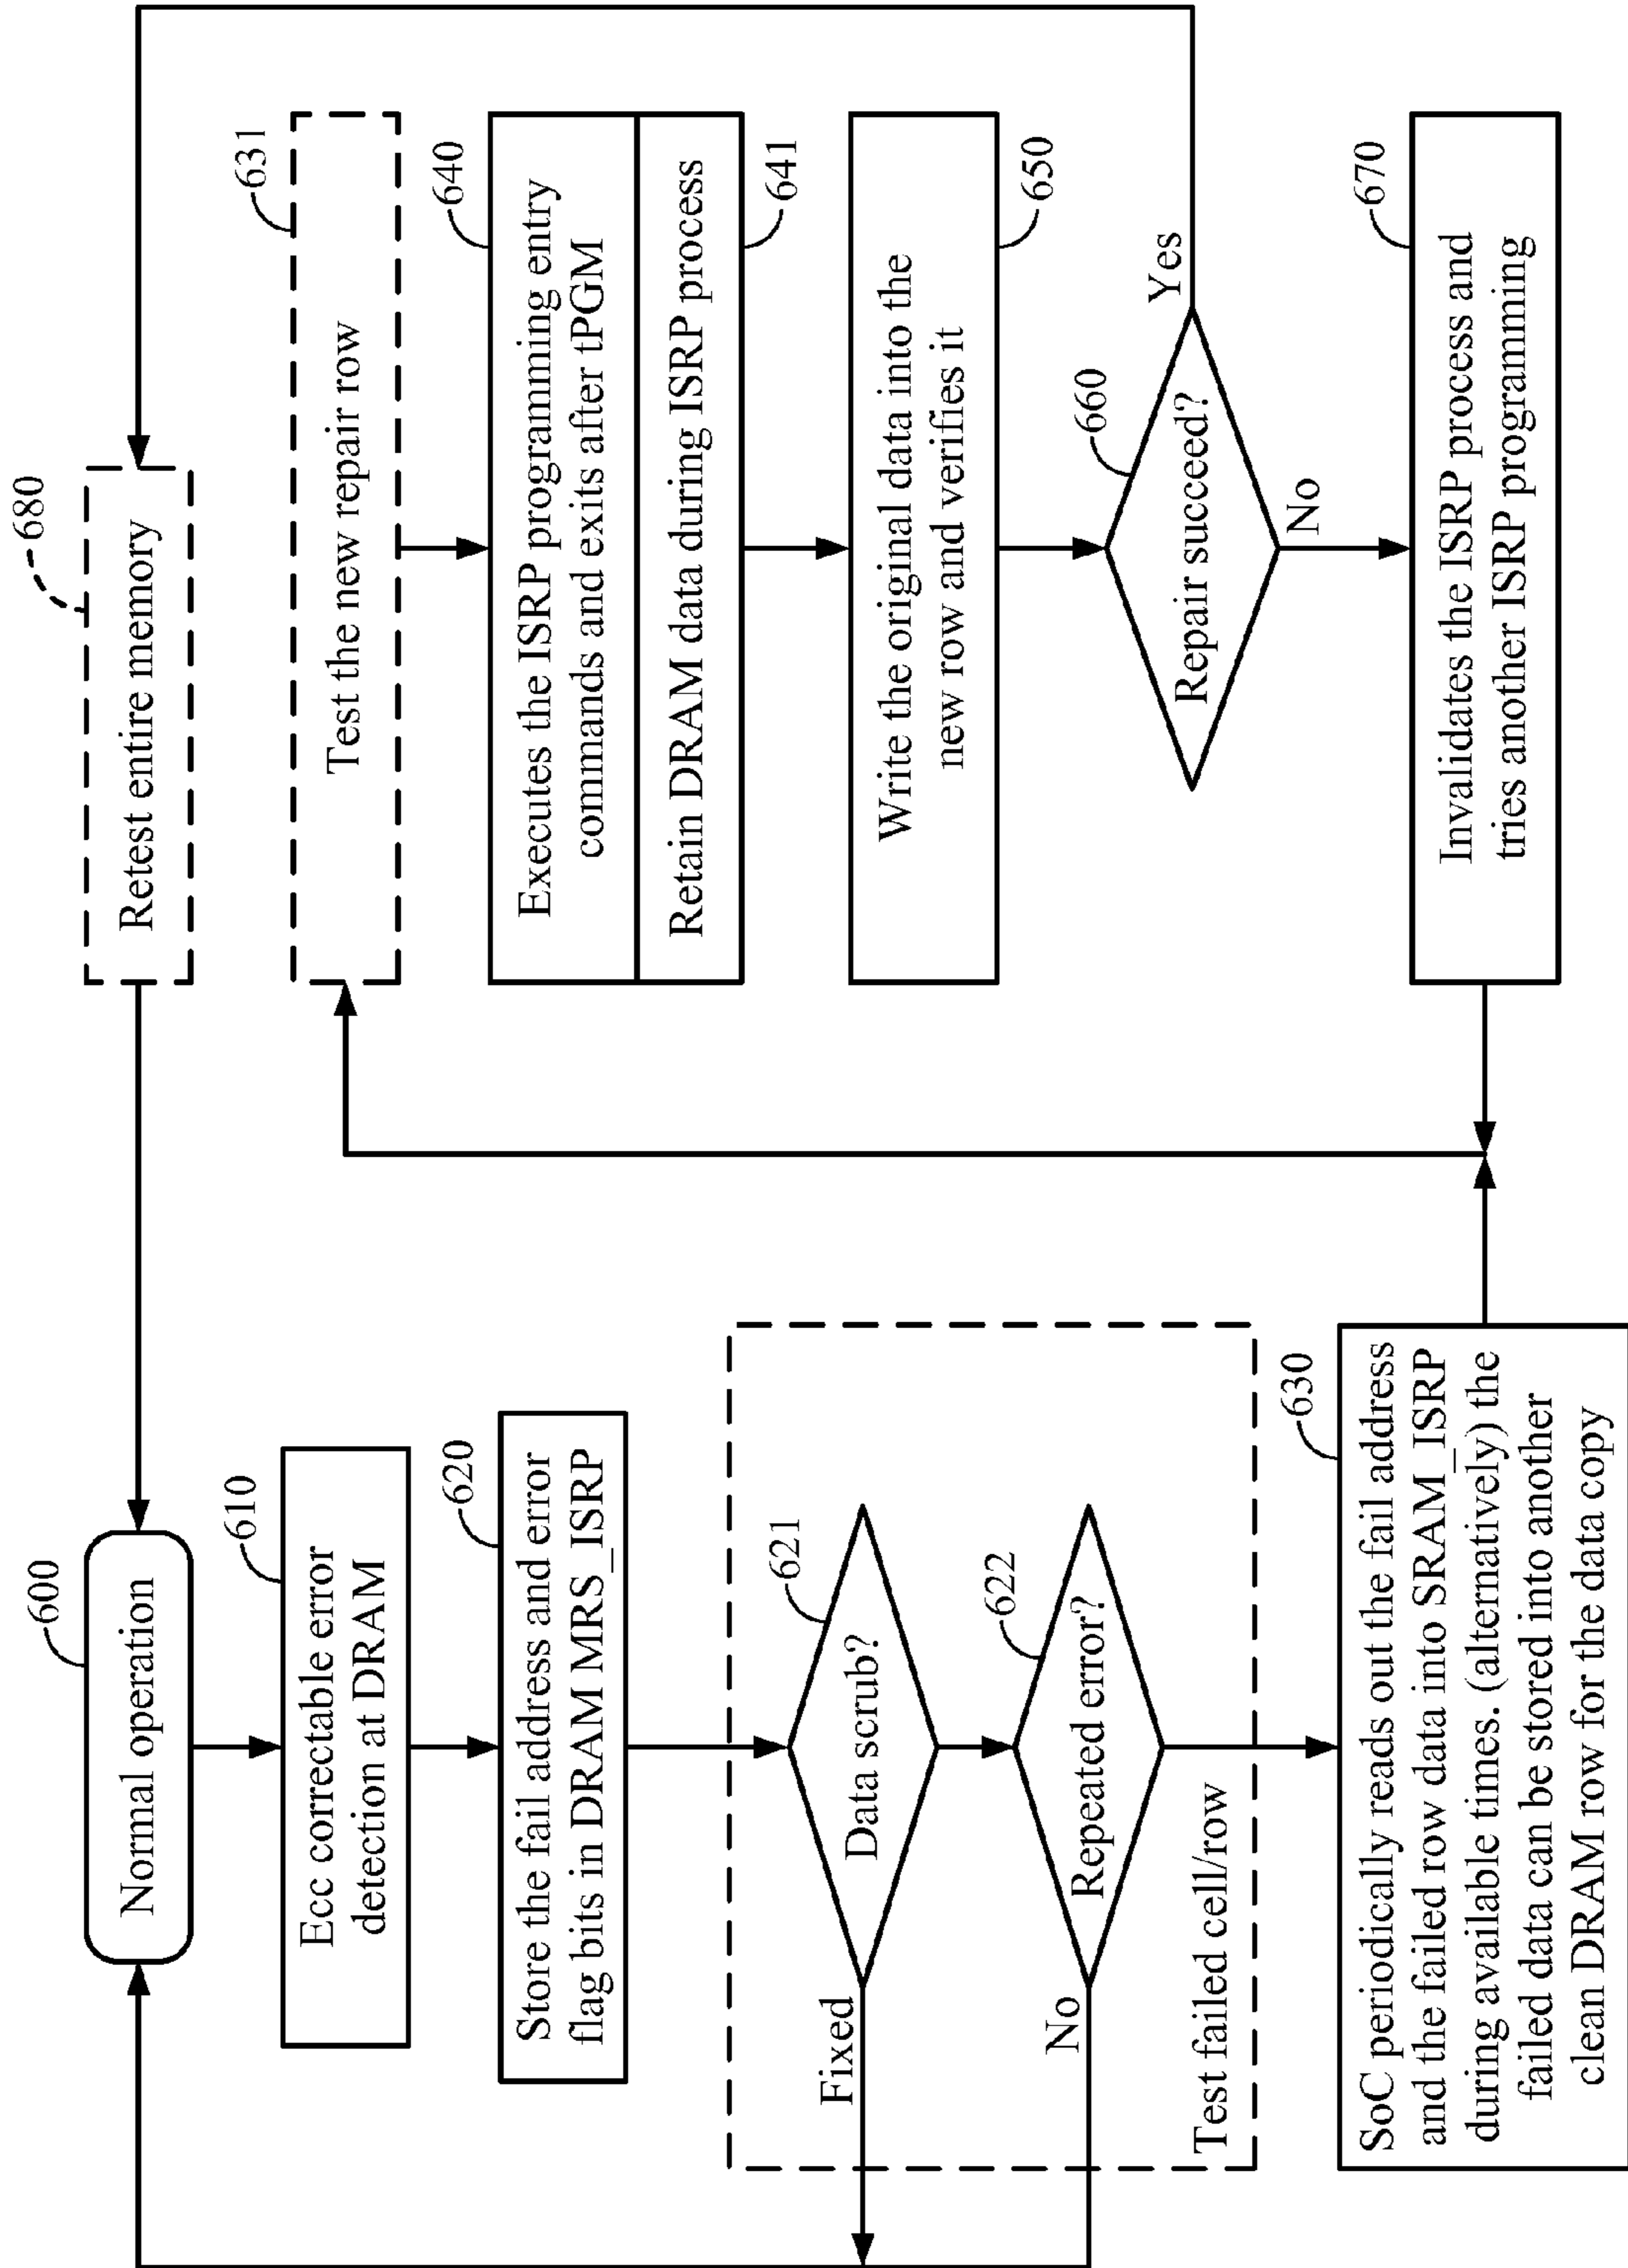 600
Normal operation
610
Ecc correctable error
detection at DRAM
620
Store the fail address and error
flag bits in DRAM MRS_ISRP
621
Data scrub?
Fixed
622
Repeated error?
No
Test failed cell/row
630
SoC periodically reads out the fail address
and the failed row data into SRAM_ISRP
during available times. (alternatively) the
failed data can be stored into another
clean DRAM row for the data copy
680
Retest entire memory
631
Test the new repair row
640
Executes the ISRP programming entry
commands and exits after tPGM
Retain DRAM data during ISRP process
641
Write the original data into the
new row and verifies it
650
660
Repair succeed?
Yes
No
670
Invalidates the ISRP process and
tries another ISRP programming